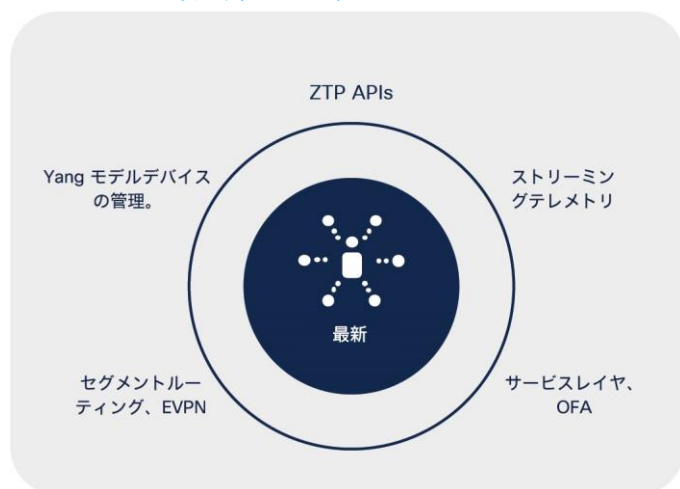 ZTP APIs
Yang モデルデバイス
の管理。
ストリーミン
グテレメトリ
最新
セグメントルー
ティング、EVPN
サービスレイヤ、
OFA